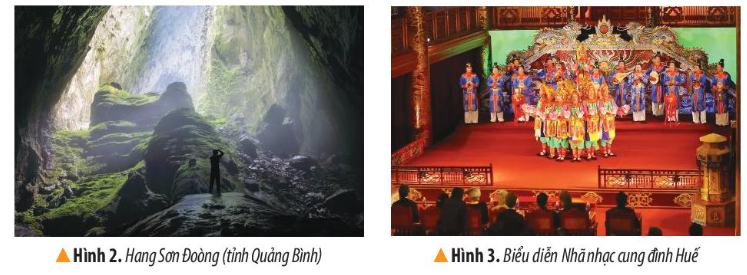 ▲ Hình 2. Hang Sơn Đoòng (tỉnh Quảng Bình)
▲ Hình 3. Biểu diễn Nhã nhạc cung đình Huế